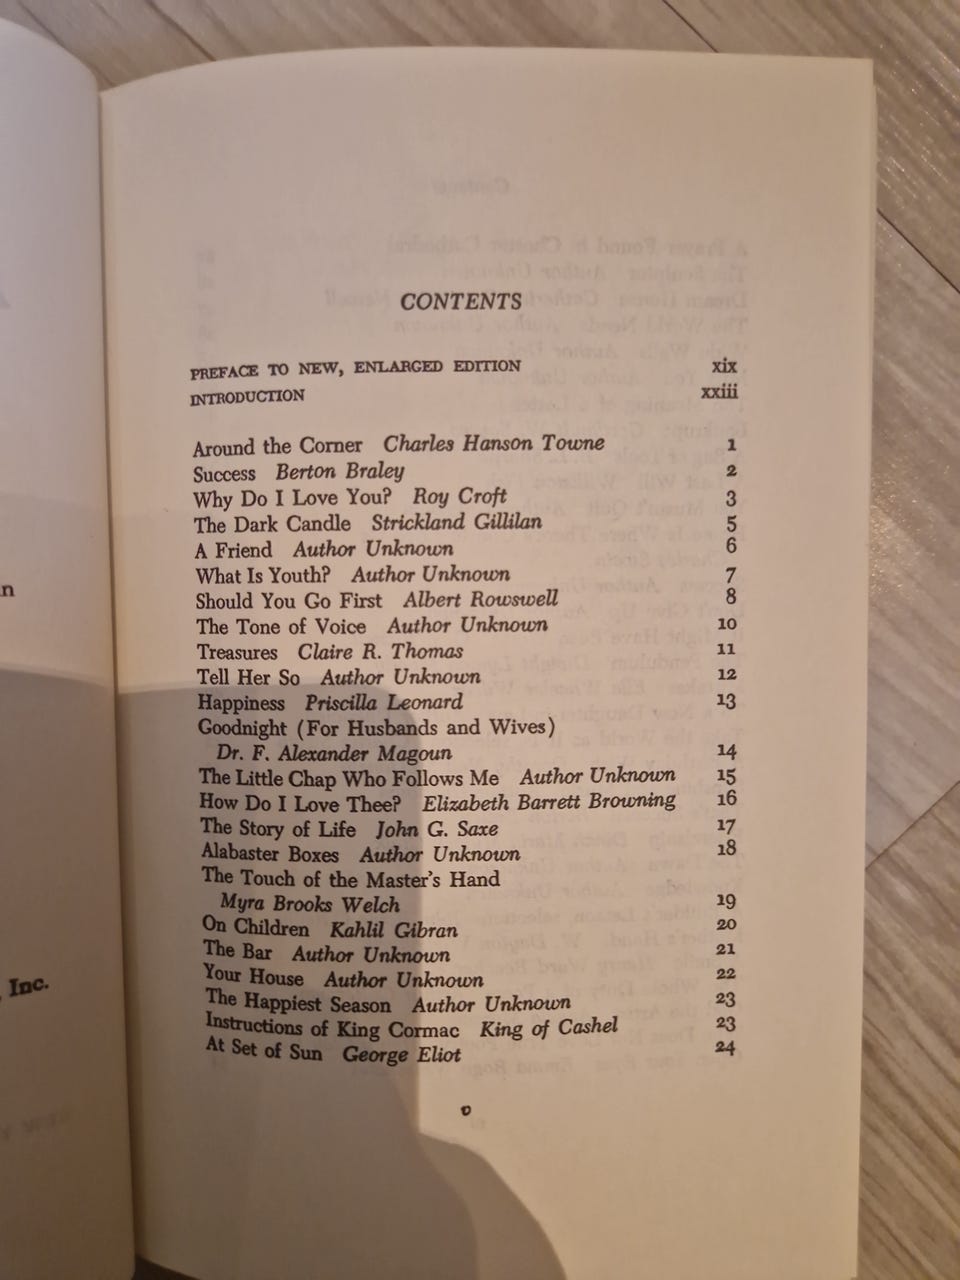 CONTENTS
PREFACE TO NEW, ENLARGED EDITION xix
INTRODUCTION xxiii
Around the Corner Charles Hanson Towne 1
Success Berton Braley 2
Why Do I Love You? Roy Croft 3
The Dark Candle Strickland Gillilan 5
A Friend Author Unknown 6
What Is Youth? Author Unknown 7
Should You Go First Albert Rowswell 8
The Tone of Voice Author Unknown 10
Treasures Claire R. Thomas 11
Tell Her So Author Unknown 12
Happiness Priscilla Leonard 13
Goodnight (For Husbands and Wives)
Dr. F. Alexander Magoun 14
The Little Chap Who Follows Me Author Unknown 15
How Do I Love Thee? Elizabeth Barrett Browning 16
The Story of Life John G. Saxe 17
Alabaster Boxes Author Unknown 18
The Touch of the Master's Hand
Myra Brooks Welch 19
On Children Kahlil Gibran 20
The Bar Author Unknown 21
Your House Author Unknown 22
The Happiest Season Author Unknown 23
Instructions of King Cormac King of Cashel 23
At Set of Sun George Eliot 24
v
, Inc.